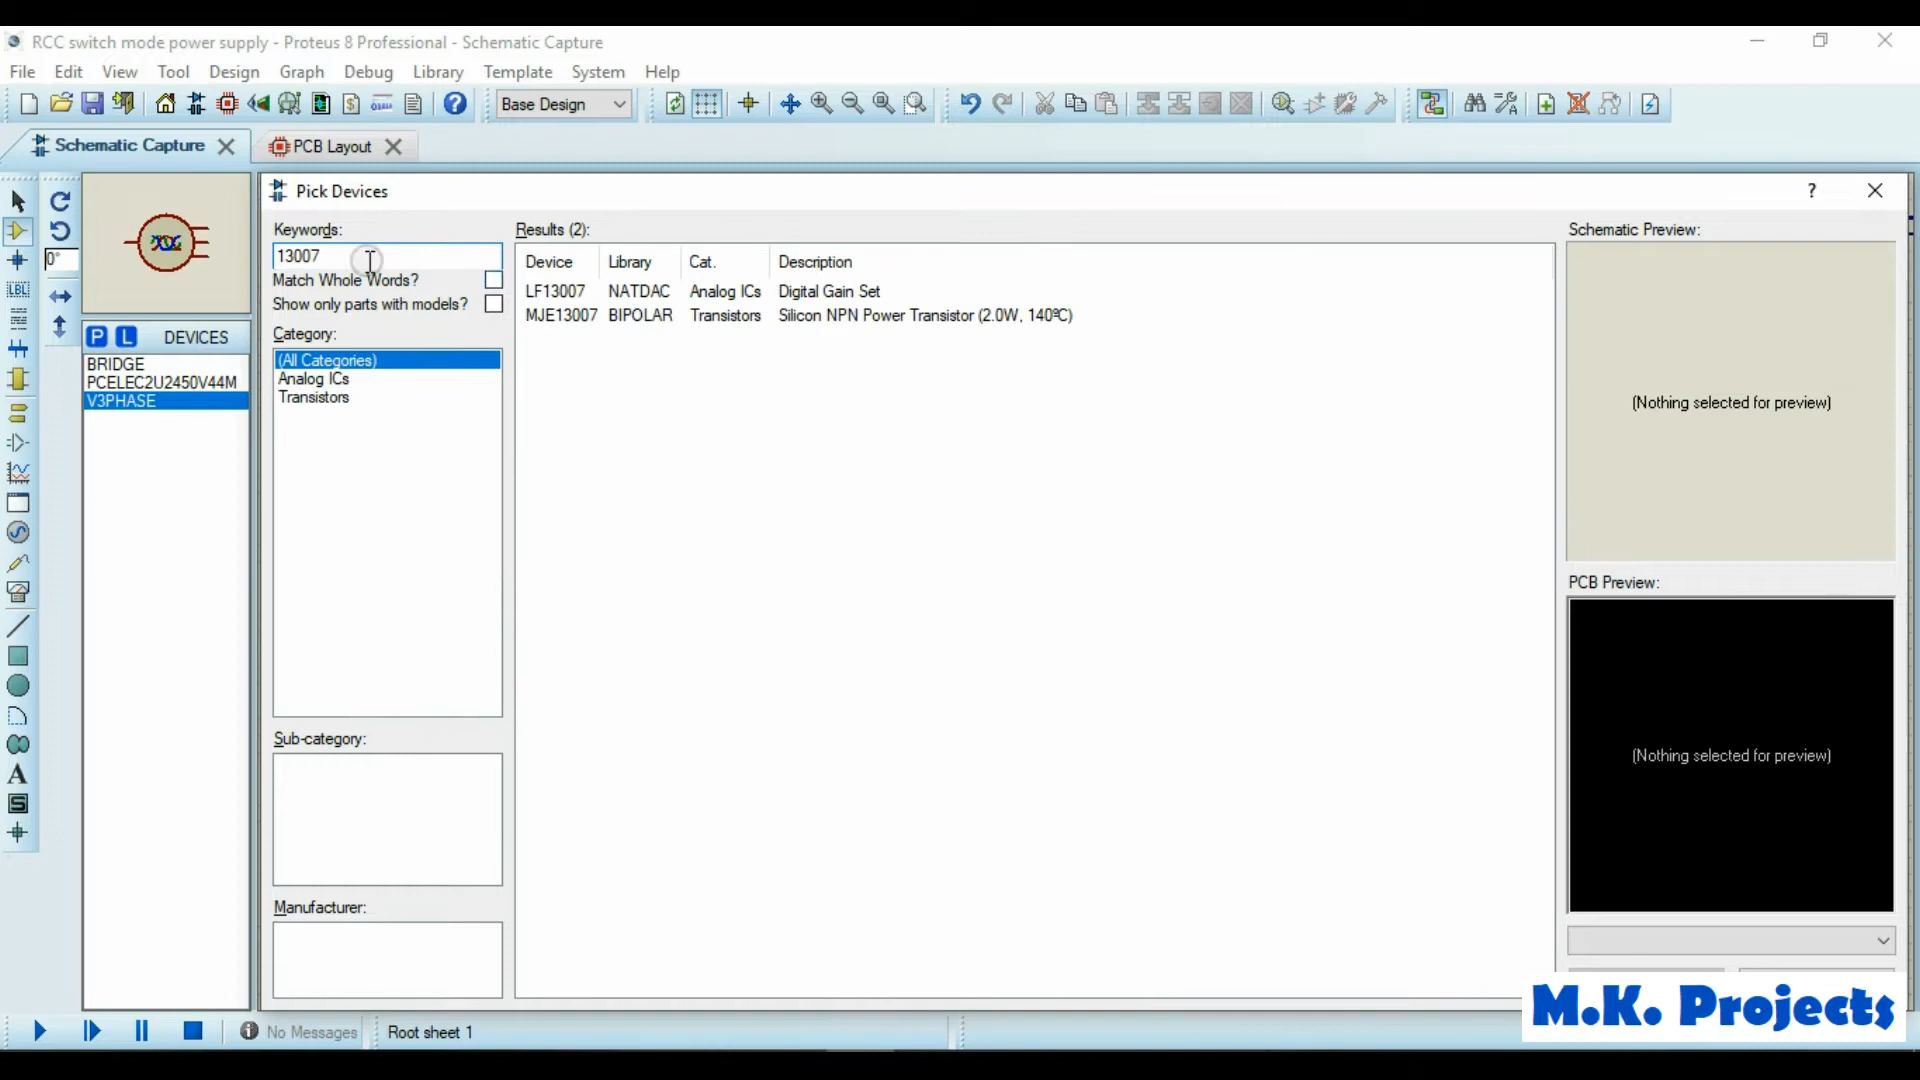 RCC switch mode power supply - Proteus 8 Professional - Schematic Capture
File Edit View Tool Design Graph Debug Library Template System Help
Base Design
Schematic Capture
PCB Layout
Pick Devices
?
Keywords:
13007
Match Whole Words?
Show only parts with models?
Category:
(All Categories)
Analog ICs
Transistors
Sub-category:
Manufacturer:
Results (2):
Device Library Cat. Description
LF13007 NATDAC Analog ICs Digital Gain Set
MJE13007 BIPOLAR Transistors Silicon NPN Power Transistor (2.0W, 140ºC)
Schematic Preview:
(Nothing selected for preview)
PCB Preview:
(Nothing selected for preview)
0°
LBL
P L DEVICES
BRIDGE
PCELEC2U2450V44M
V3PHASE
A
S
No Messages
Root sheet 1
M.K. Projects